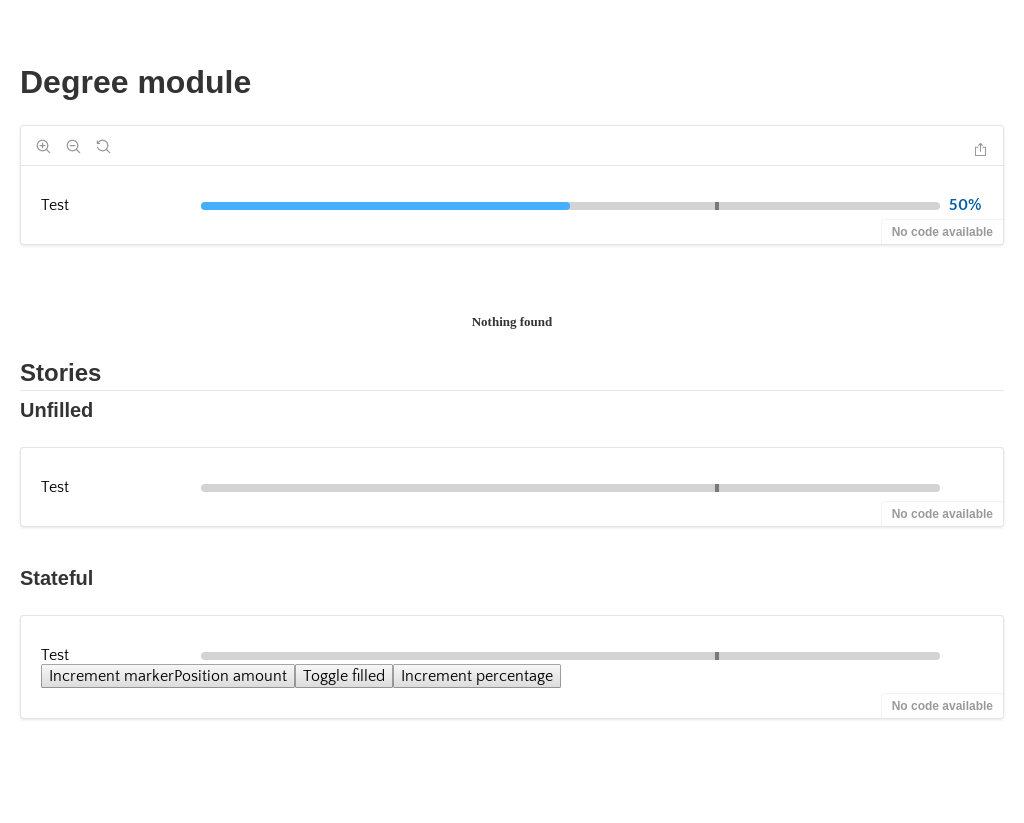 Degree module
Test 50%
No code available
Nothing found
Stories
Unfilled
Test
No code available
Stateful
Test
Increment markerPosition amount Toggle filled Increment percentage
No code available